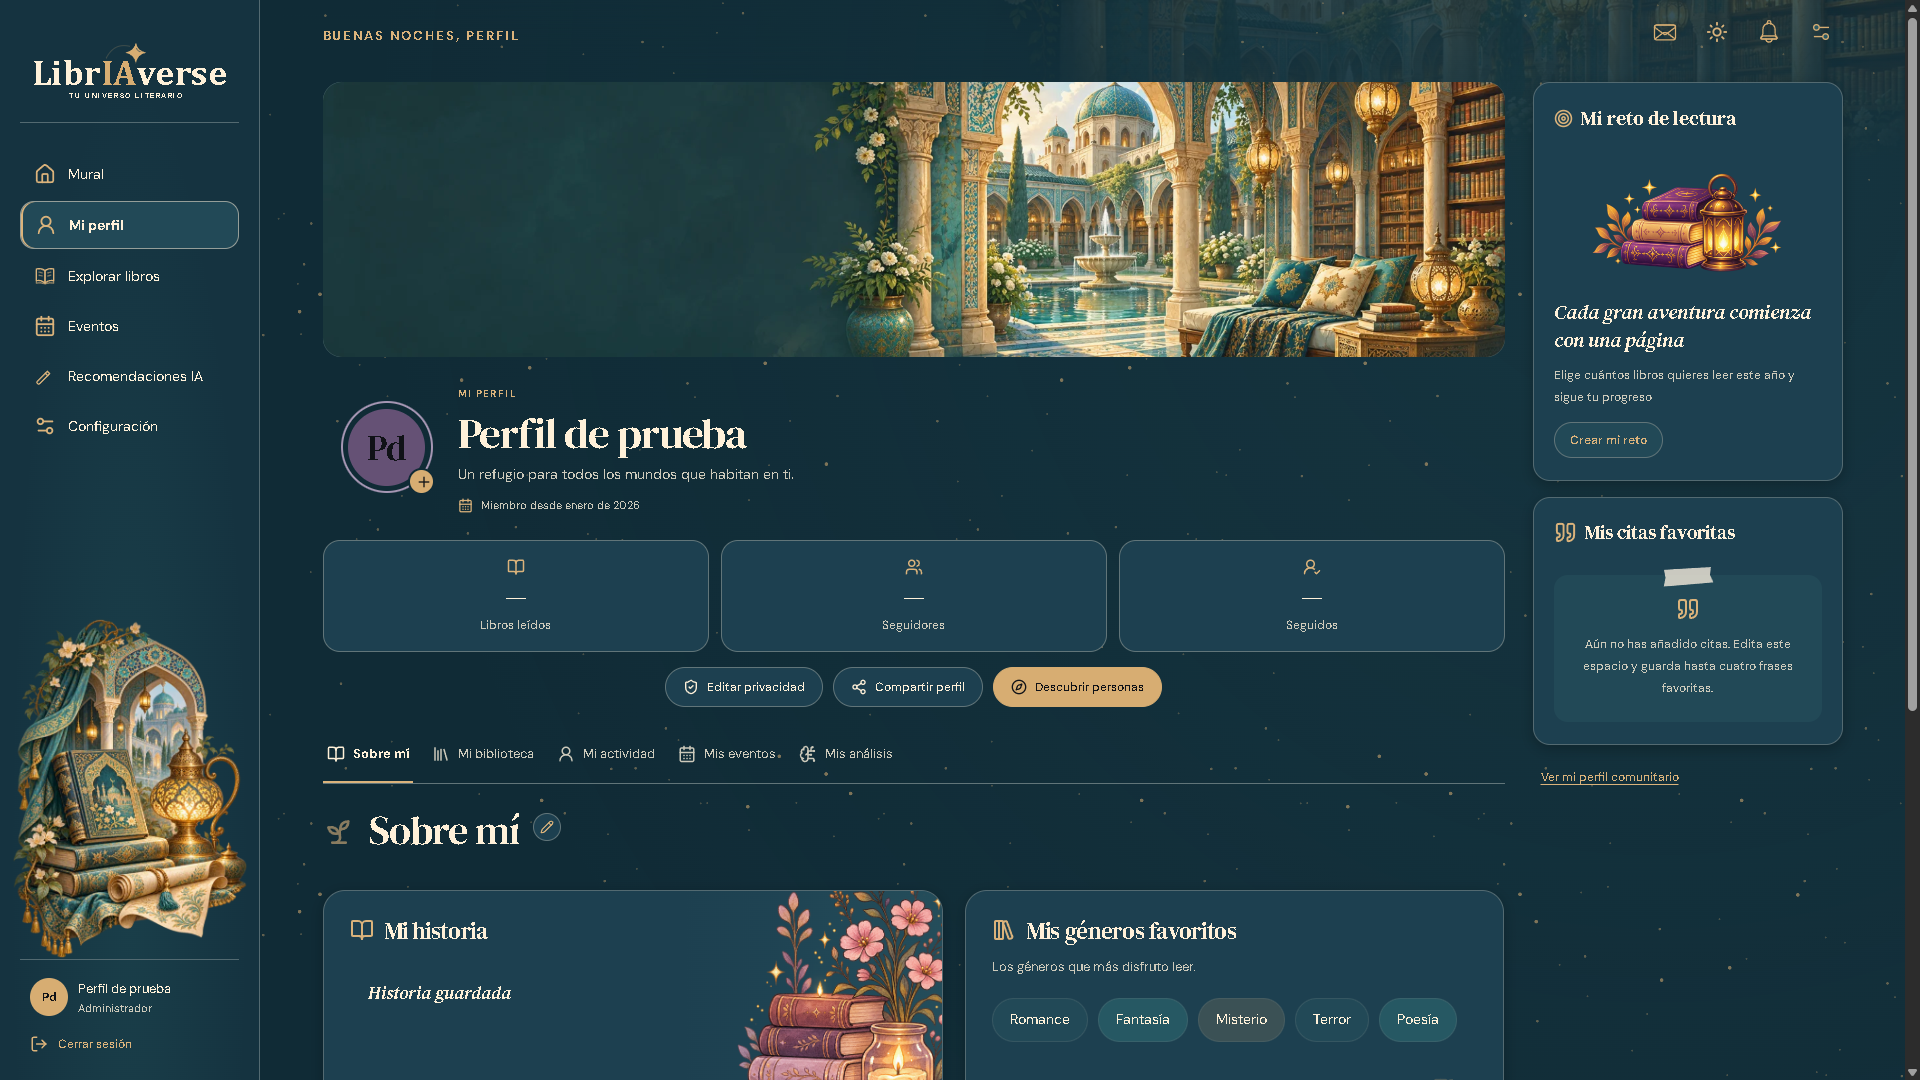 LibrIAverse
TU UNIVERSO LITERARIO
Mural
Mi perfil
Explorar libros
Eventos
Recomendaciones IA
Configuración
Pd
Perfil de prueba
Administrador
Cerrar sesión
BUENAS NOCHES, PERFIL
Pd
MI PERFIL
Perfil de prueba
Un refugio para todos los mundos que habitan en ti.
Miembro desde enero de 2026
—
Libros leídos
—
Seguidores
—
Seguidos
Editar privacidad
Compartir perfil
Descubrir personas
Sobre mí
Mi biblioteca
Mi actividad
Mis eventos
Mis análisis
Sobre mí
Mi historia
Historia guardada
Mis géneros favoritos
Los géneros que más disfruto leer.
Romance
Fantasía
Misterio
Terror
Poesía
Mi reto de lectura
Cada gran aventura comienza
con una página
Elige cuántos libros quieres leer este año y
sigue tu progreso
Crear mi reto
Mis citas favoritas
Aún no has añadido citas. Edita este
espacio y guarda hasta cuatro frases
favoritas.
Ver mi perfil comunitario